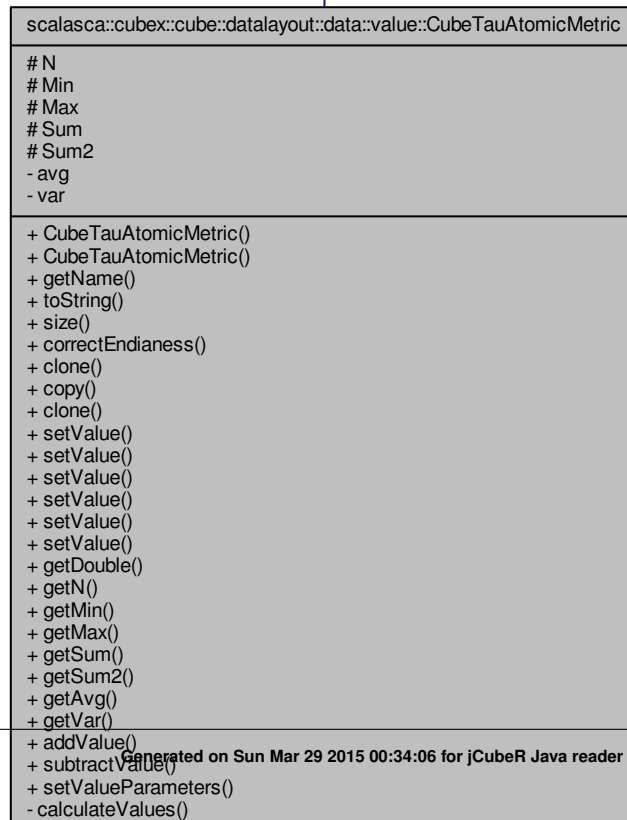 scalasca::cubex::cube::datalayout::data::value::CubeTauAtomicMetric
# N
# Min
# Max
# Sum
# Sum2
- avg
- var
+ CubeTauAtomicMetric()
+ CubeTauAtomicMetric()
+ getName()
+ toString()
+ size()
+ correctEndianess()
+ clone()
+ copy()
+ clone()
+ setValue()
+ setValue()
+ setValue()
+ setValue()
+ setValue()
+ setValue()
+ getDouble()
+ getN()
+ getMin()
+ getMax()
+ getSum()
+ getSum2()
+ getAvg()
+ getVar()
+ addValue()
Generated on Sun Mar 29 2015 00:34:06 for jCubeR Java reader
+ subtractValue()
+ setValueParameters()
- calculateValues()